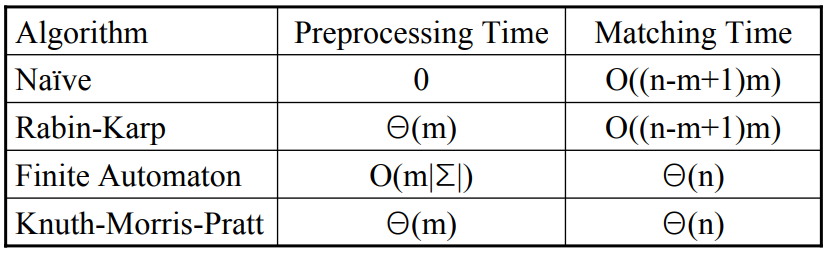 Algorithm Preprocessing Time Matching Time
Naïve 0 O((n-m+1)m)
Rabin-Karp Θ(m) O((n-m+1)m)
Finite Automaton O(m|Σ|) Θ(n)
Knuth-Morris-Pratt Θ(m) Θ(n)